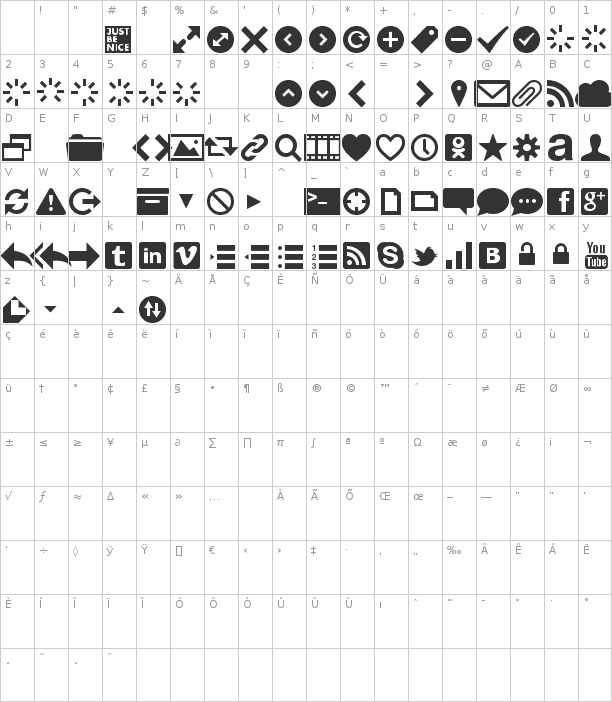 ! " # $ % & ' ( ) * + , - . / 0 1
JUST
BE
NICE
2 3 4 5 6 7 8 9 : ; < = > ? @ A B C
D E F G H I J K L M N O P Q R S T U
a
V W X Y Z [ \ ] ^ _ ` a b c d e f g
>_ f g+
h i j k l m n o p q r s t u v w x y
t in V 1 2 3 S B You Tube
z { | } ~ Ä Å Ç É Ñ Ö Ü á à â ä ã å
ç é è ê ë í ì î ï ñ ó ò ô ö õ ú ù û
ü † ° ¢ £ § • ¶ ß ® © ™ ´ ¨ ≠ Æ Ø ∞
± ≤ ≥ ¥ µ ∂ ∑ ∏ π ∫ ª º Ω æ ø ¿ ¡ ¬
√ ƒ ≈ ∆ « » … À Ã Õ Œ œ – — “ ” ‘
’ ÷ ◊ ÿ Ÿ € ‹ › ‡ · ‚ „ ‰ Â Ê Á Ë
È Í Î Ï Ì Ó Ô Ò Ú Û Ù ı ˆ ˜ ¯ ˘ ˙ ˚
¸ ˝ ˛ ˇ